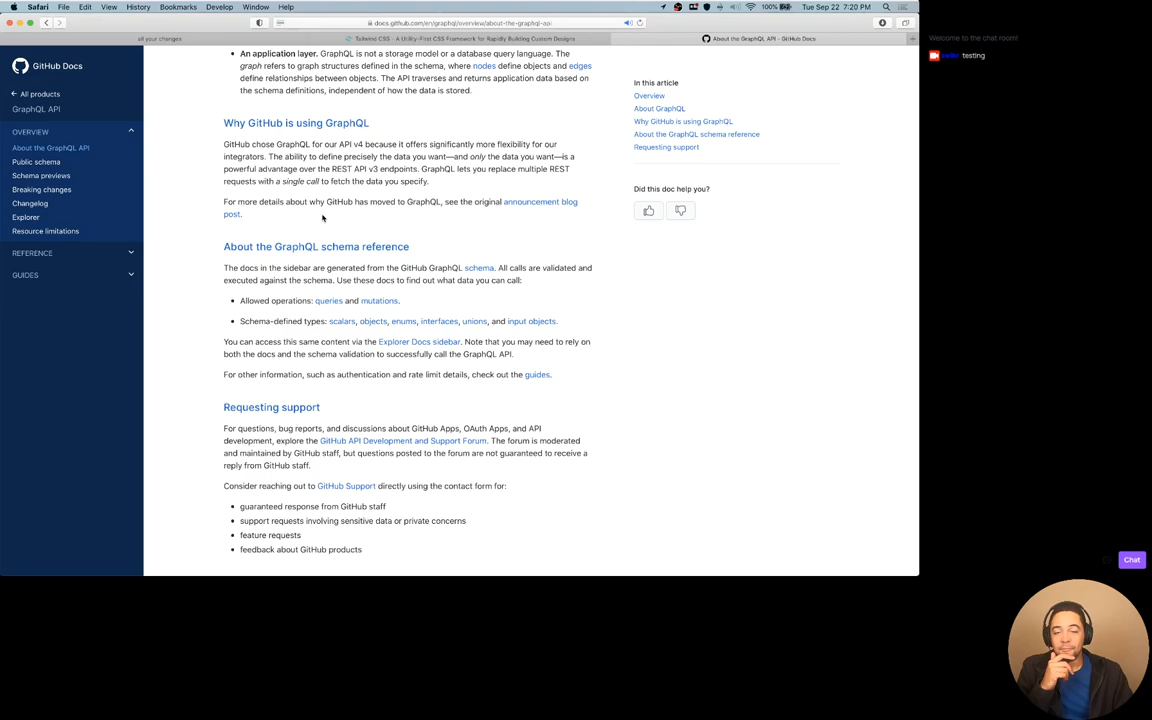 Safari File Edit View History Bookmarks Develop Window Help
100% Tue Sep 22 7:20 PM
docs.github.com/en/graphql/overview/about-the-graphql-api
all your changes
Tailwind CSS - A Utility-First CSS Framework for Rapidly Building Custom Designs
About the GraphQL API - GitHub Docs
GitHub Docs
All products
GraphQL API
OVERVIEW
About the GraphQL API
Public schema
Schema previews
Breaking changes
Changelog
Explorer
Resource limitations
REFERENCE
GUIDES
An application layer. GraphQL is not a storage model or a database query language. The
graph refers to graph structures defined in the schema, where nodes define objects and edges
define relationships between objects. The API traverses and returns application data based on
the schema definitions, independent of how the data is stored.
Why GitHub is using GraphQL
GitHub chose GraphQL for our API v4 because it offers significantly more flexibility for our
integrators. The ability to define precisely the data you want—and only the data you want—is a
powerful advantage over the REST API v3 endpoints. GraphQL lets you replace multiple REST
requests with a single call to fetch the data you specify.
For more details about why GitHub has moved to GraphQL, see the original announcement blog
post.
About the GraphQL schema reference
The docs in the sidebar are generated from the GitHub GraphQL schema. All calls are validated and
executed against the schema. Use these docs to find out what data you can call:
Allowed operations: queries and mutations.
Schema-defined types: scalars, objects, enums, interfaces, unions, and input objects.
You can access this same content via the Explorer Docs sidebar. Note that you may need to rely on
both the docs and the schema validation to successfully call the GraphQL API.
For other information, such as authentication and rate limit details, check out the guides.
Requesting support
For questions, bug reports, and discussions about GitHub Apps, OAuth Apps, and API
development, explore the GitHub API Development and Support Forum. The forum is moderated
and maintained by GitHub staff, but questions posted to the forum are not guaranteed to receive a
reply from GitHub staff.
Consider reaching out to GitHub Support directly using the contact form for:
guaranteed response from GitHub staff
support requests involving sensitive data or private concerns
feature requests
feedback about GitHub products
In this article
Overview
About GraphQL
Why GitHub is using GraphQL
About the GraphQL schema reference
Requesting support
Did this doc help you?
Welcome to the chat room!
testing
Chat